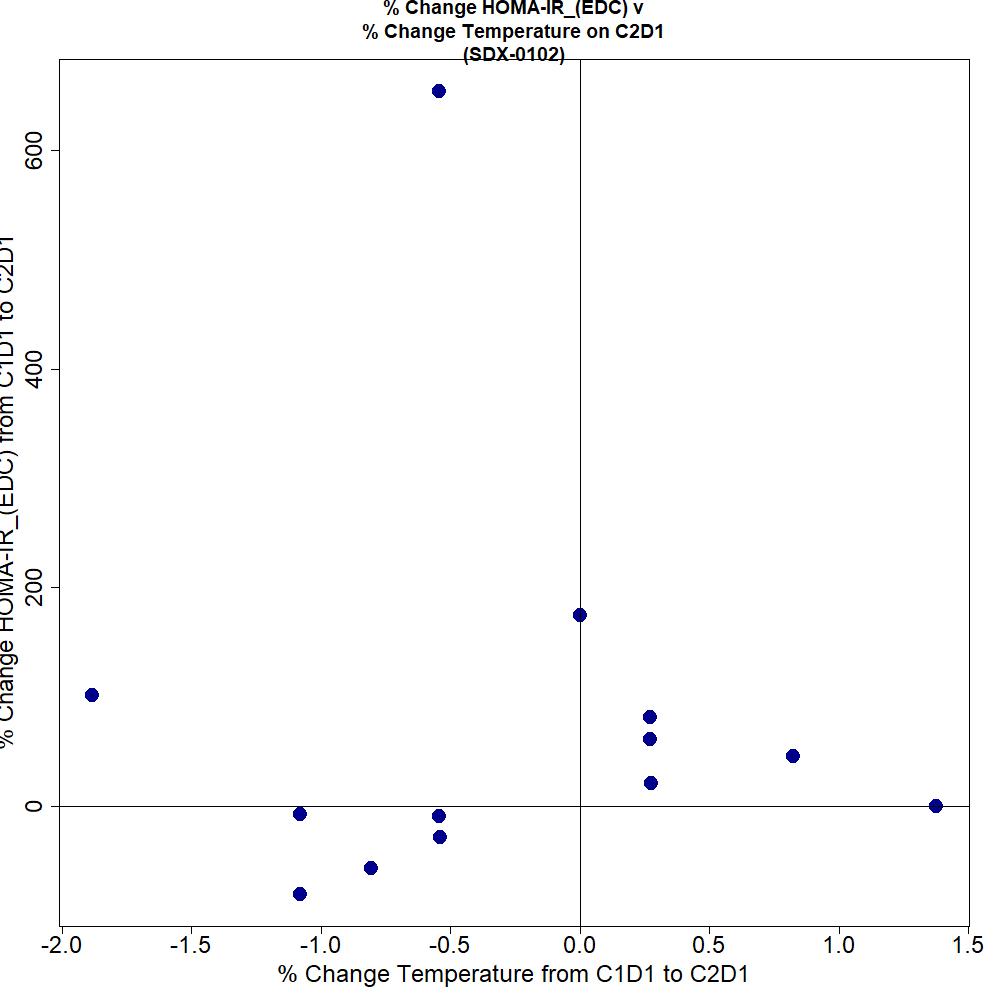 % Change HOMA-IR_(EDC) v
% Change Temperature on C2D1
(SDX-0102)
% Change HOMA-IR_(EDC) from C1D1 to C2D1
600
400
200
0
-2.0 -1.5 -1.0 -0.5 0.0 0.5 1.0 1.5
% Change Temperature from C1D1 to C2D1